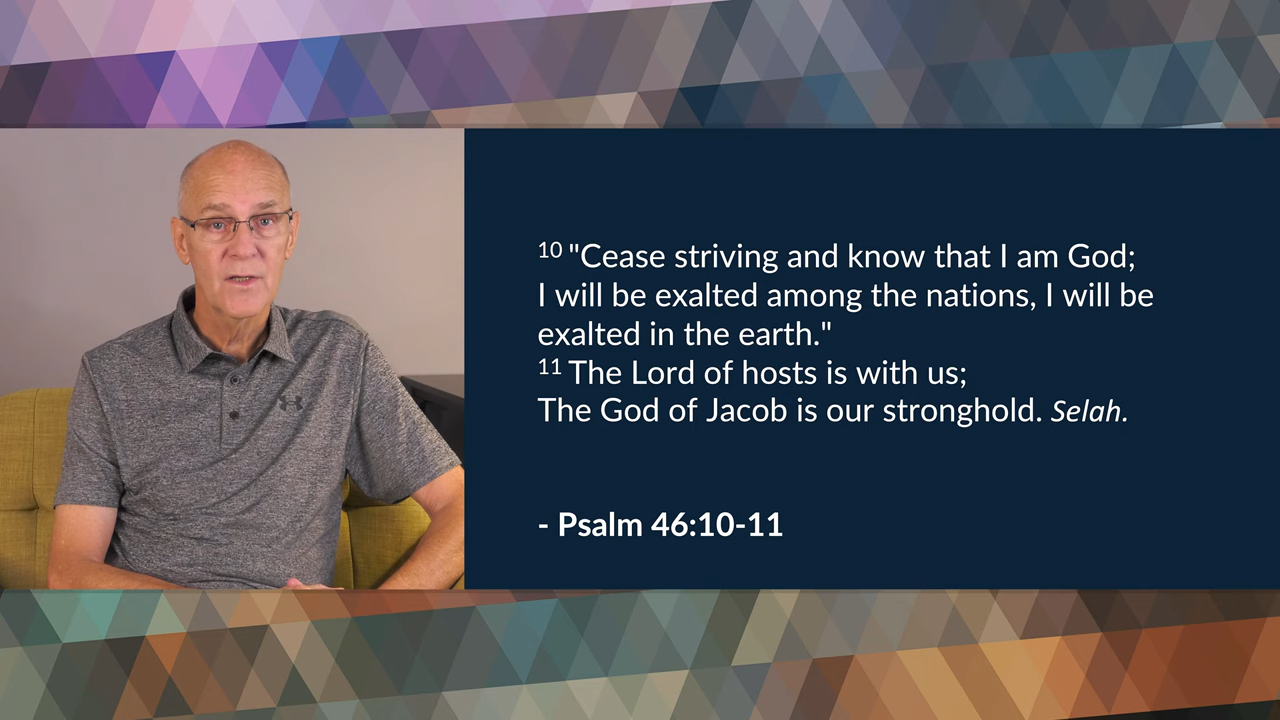 10 "Cease striving and know that I am God;
I will be exalted among the nations, I will be
exalted in the earth."
11 The Lord of hosts is with us;
The God of Jacob is our stronghold. Selah.
- Psalm 46:10-11